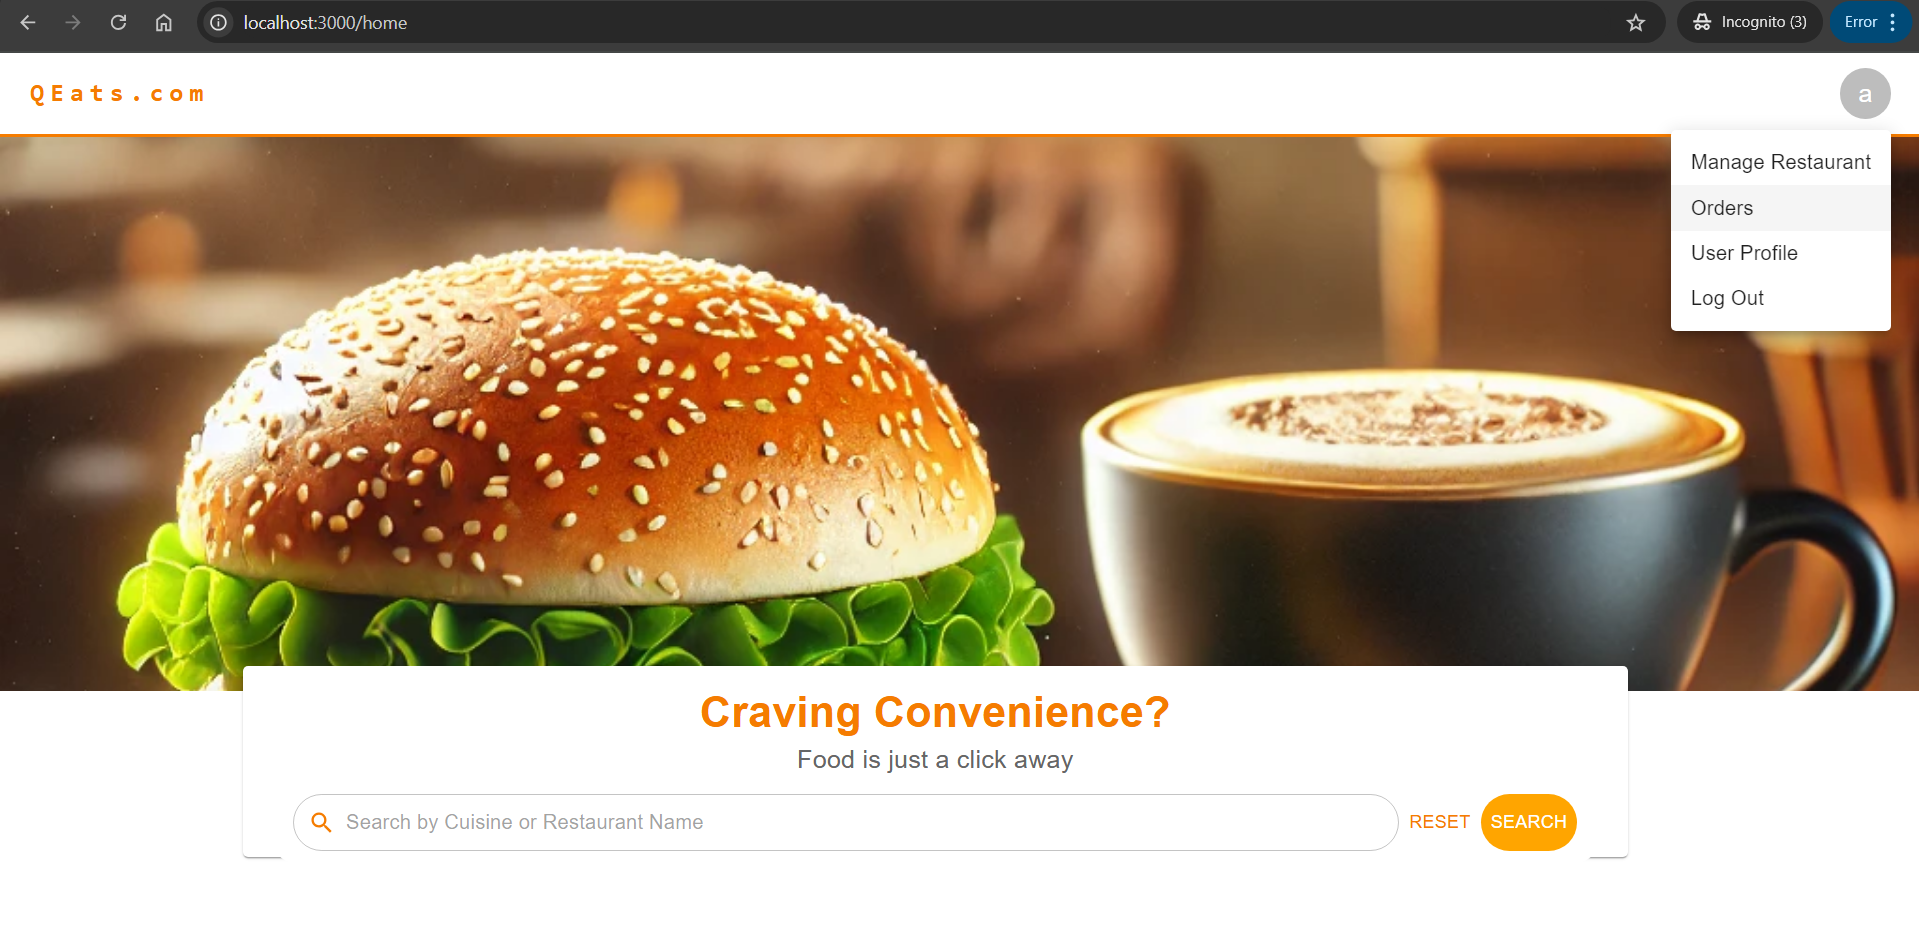 localhost:3000/home
Incognito (3)
Error
QEats.com
a
Manage Restaurant
Orders
User Profile
Log Out
Craving Convenience?
Food is just a click away
Search by Cuisine or Restaurant Name
RESET
SEARCH